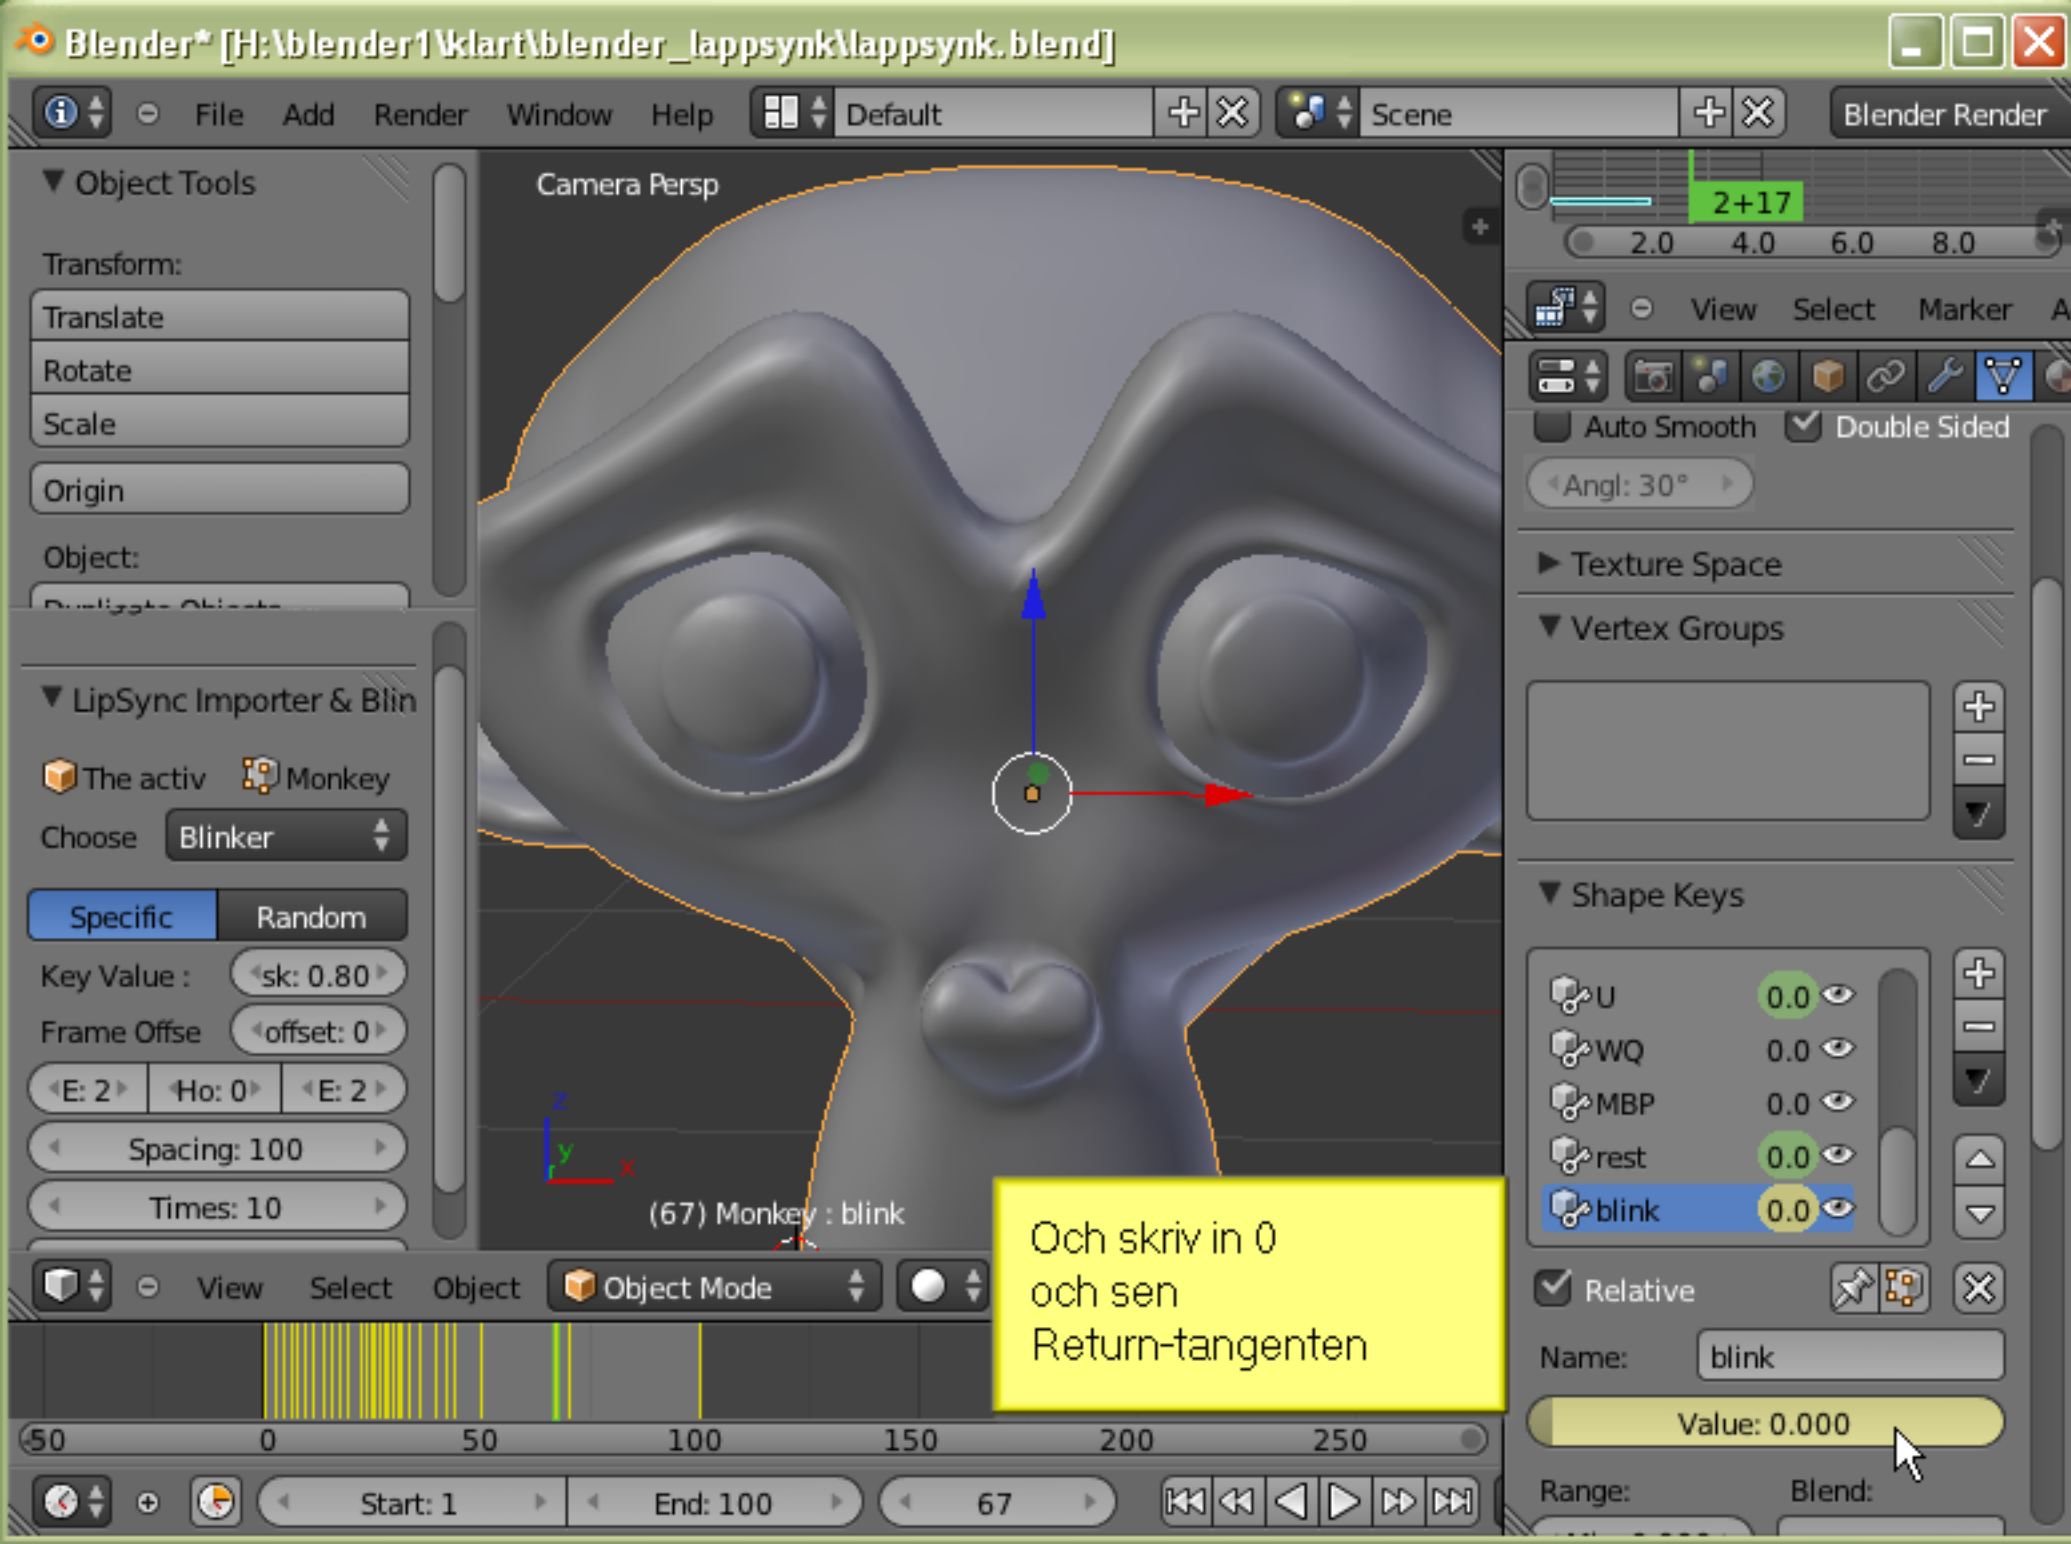 Blender* [H:\blender1\klart\blender_lappsynk\lappsynk.blend]
File Add Render Window Help Default Scene Blender Render
Object Tools
Transform:
Translate
Rotate
Scale
Origin
Object:
Duplicate Objects
LipSync Importer & Blin
The activ Monkey
Choose Blinker
Specific Random
Key Value : sk: 0.80
Frame Offse offset: 0
E: 2 Ho: 0 E: 2
Spacing: 100
Times: 10
Camera Persp
z
y
x
(67) Monkey : blink
View Select Object Object Mode
Och skriv in 0
och sen
Return-tangenten
-50 0 50 100 150 200 250
Start: 1 End: 100 67
2+17
2.0 4.0 6.0 8.0
View Select Marker A
Auto Smooth Double Sided
Angl: 30°
Texture Space
Vertex Groups
Shape Keys
U 0.0
WQ 0.0
MBP 0.0
rest 0.0
blink 0.0
Relative
Name: blink
Value: 0.000
Range: Blend: